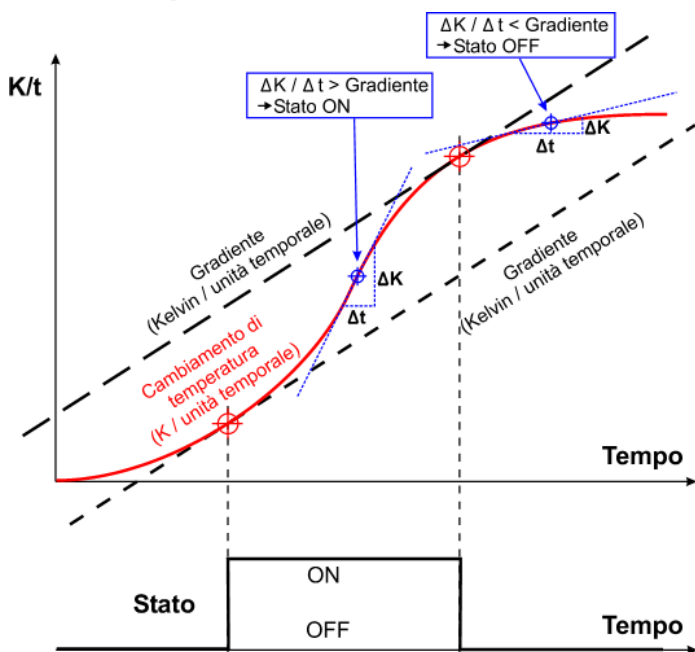 ΔK / Δt < Gradiente
→Stato OFF
K/t
ΔK / Δt > Gradiente
→Stato ON
ΔK
Δt
Gradiente
(Kelvin / unità temporale)
Gradiente
(Kelvin / unità temporale)
ΔK
Δt
Cambiamento di
temperatura
(K / unità temporale)
Tempo
ON
Stato
OFF
Tempo